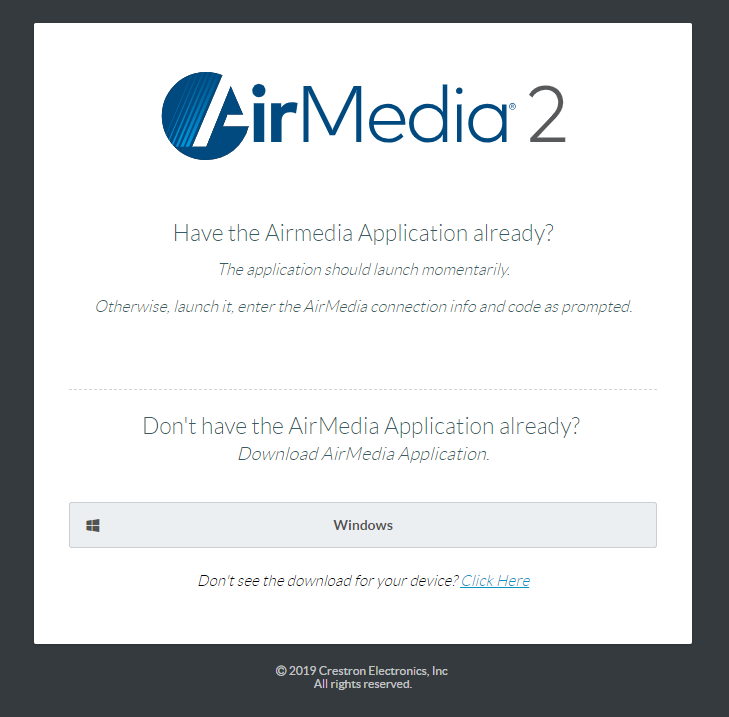 AirMedia® 2
Have the Airmedia Application already?
The application should launch momentarily.
Otherwise, launch it, enter the AirMedia connection info and code as prompted.
Don't have the AirMedia Application already?
Download AirMedia Application.
Windows
Don't see the download for your device? Click Here
© 2019 Crestron Electronics, Inc
All rights reserved.